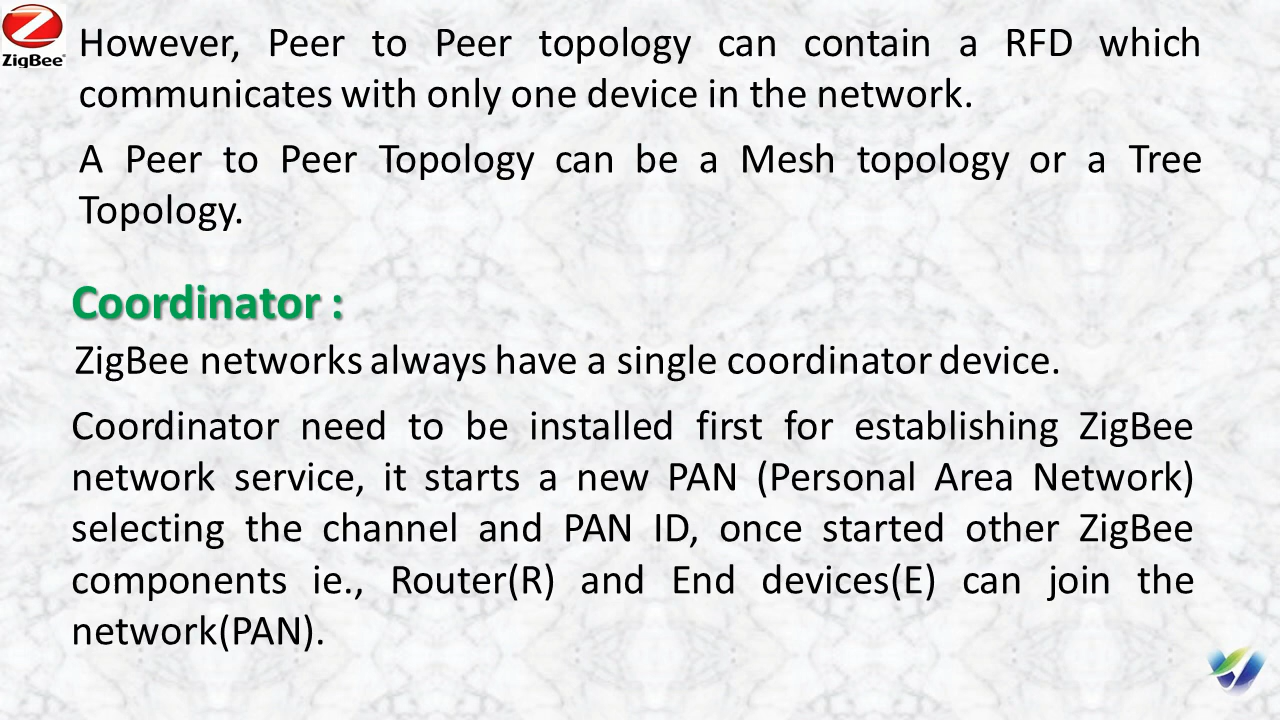 ZigBee
However, Peer to Peer topology can contain a RFD which
communicates with only one device in the network.
A Peer to Peer Topology can be a Mesh topology or a Tree
Topology.
Coordinator :
ZigBee networks always have a single coordinator device.
Coordinator need to be installed first for establishing ZigBee
network service, it starts a new PAN (Personal Area Network)
selecting the channel and PAN ID, once started other ZigBee
components ie., Router(R) and End devices(E) can join the
network(PAN).